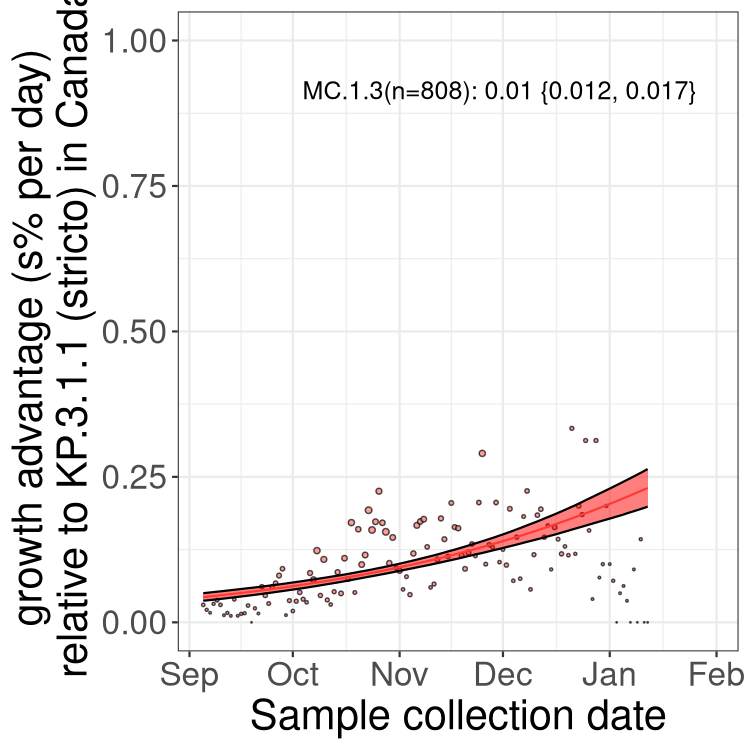 growth advantage (s% per day)
relative to KP.3.1.1 (stricto) in Canada
1.00
0.75
0.50
0.25
0.00
MC.1.3(n=808): 0.01 {0.012, 0.017}
Sep Oct Nov Dec Jan Feb
Sample collection date